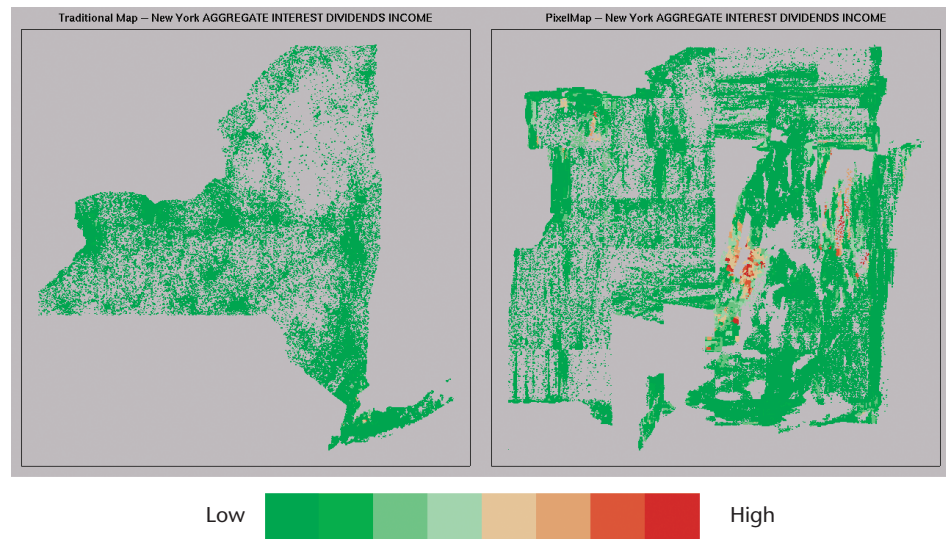 Traditional Map – New York AGGREGATE INTEREST DIVIDENDS INCOME
PixelMap – New York AGGREGATE INTEREST DIVIDENDS INCOME
Low
High